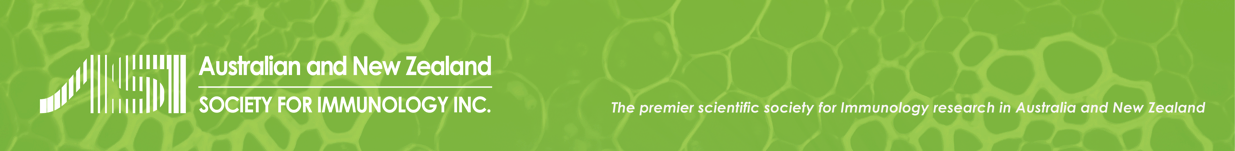 ASI
Australian and New Zealand
SOCIETY FOR IMMUNOLOGY INC.
The premier scientific society for Immunology research in Australia and New Zealand